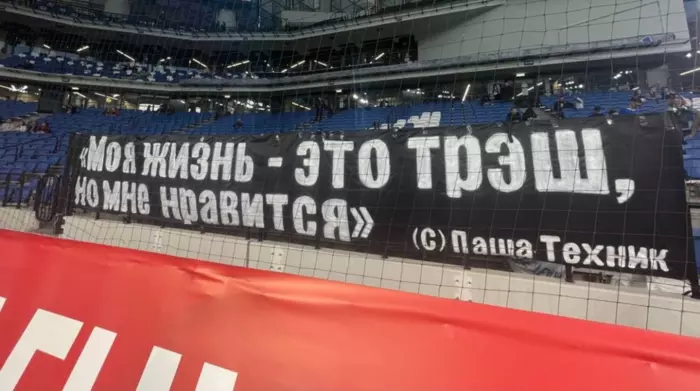 «Моя жизнь - это трэш,
но мне нравится»
(С) Паша Техник